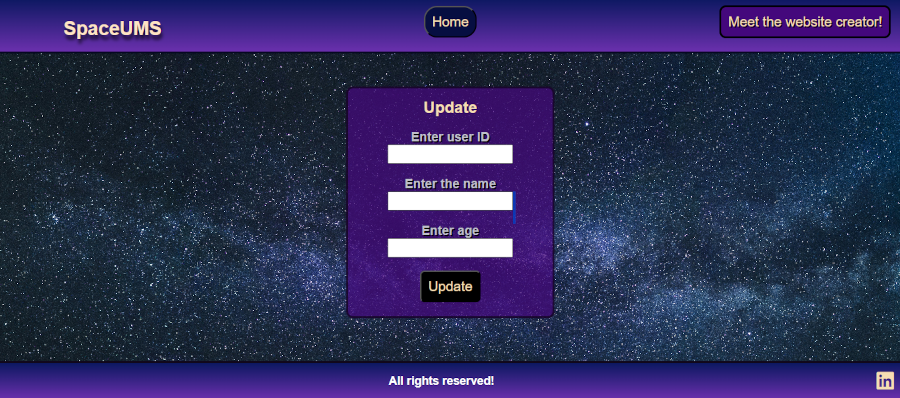 SpaceUMS
Home
Meet the website creator!
Update
Enter user ID
Enter the name
Enter age
Update
All rights reserved!
in